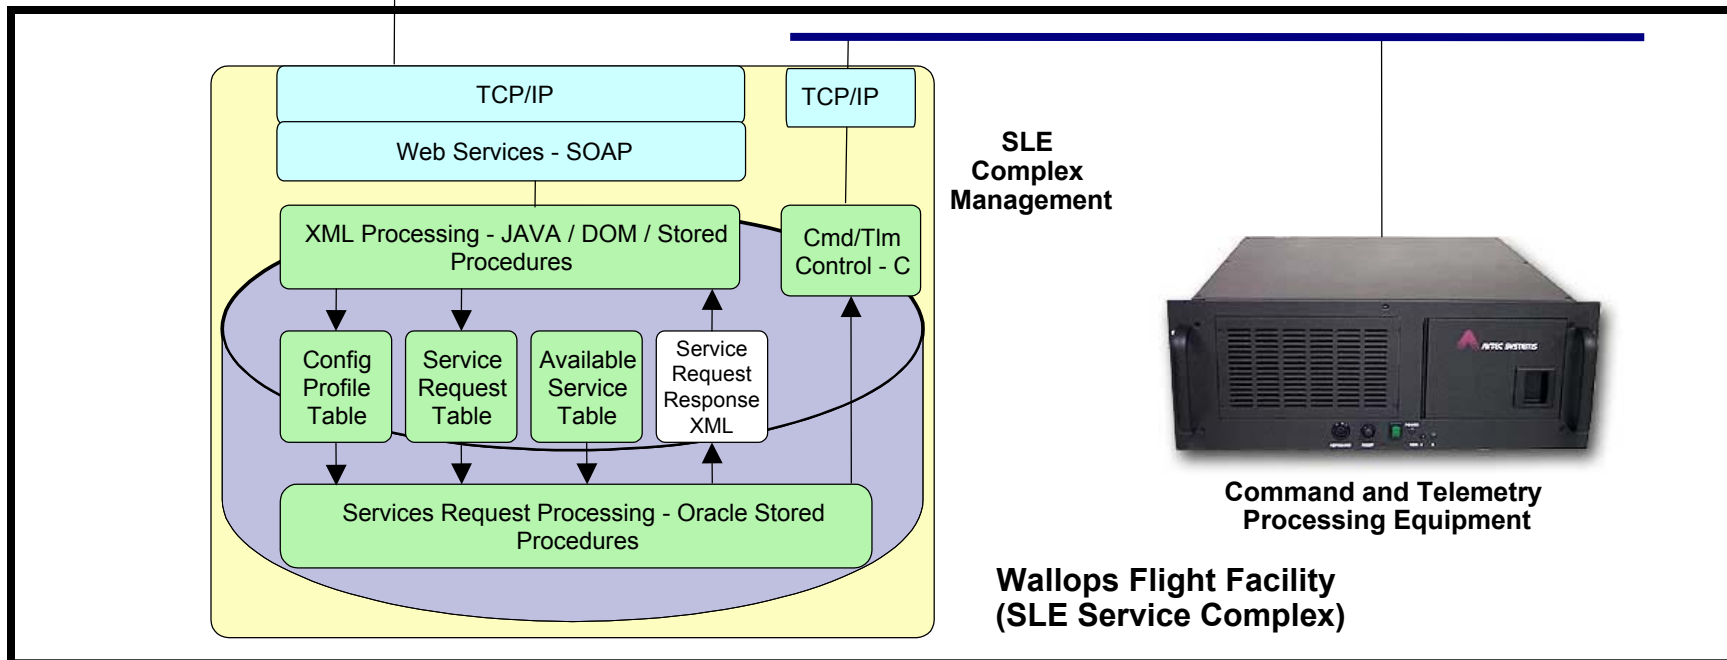 TCP/IP
TCP/IP
Web Services - SOAP
SLE
Complex
Management
XML Processing - JAVA / DOM / Stored
Procedures
Cmd/Tlm
Control - C
Config
Profile
Table
Service
Request
Table
Available
Service
Table
Service
Request
Response
XML
AVTEC SYSTEMS
Services Request Processing - Oracle Stored
Procedures
Command and Telemetry
Processing Equipment
Wallops Flight Facility
(SLE Service Complex)